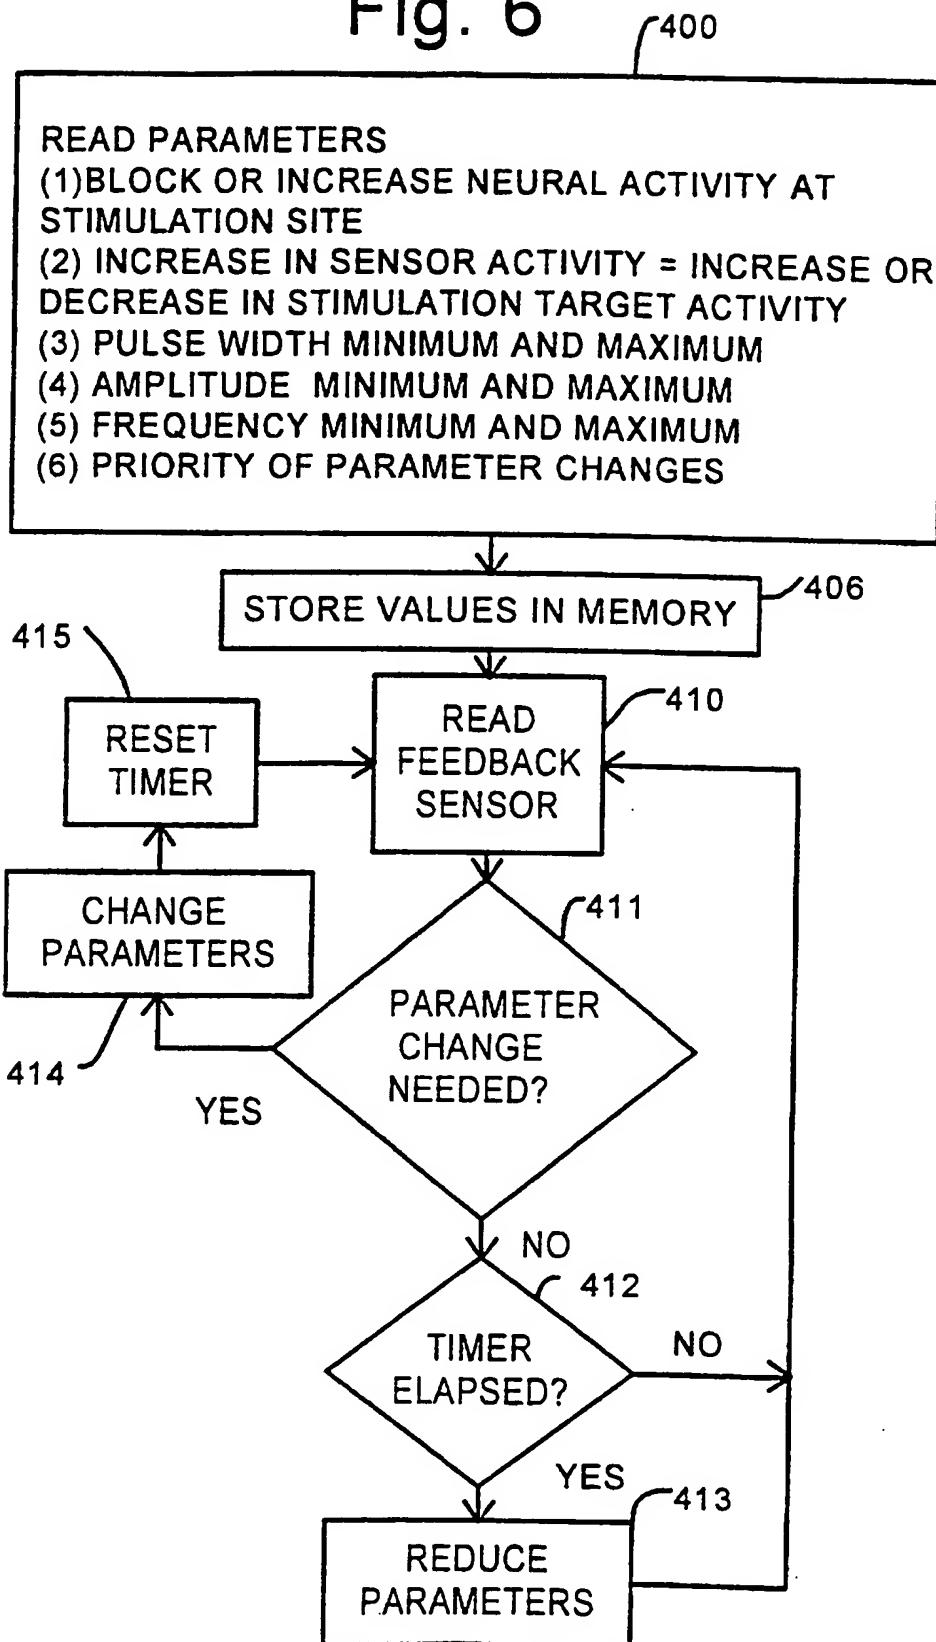 Fig. 6
400
READ PARAMETERS
(1)BLOCK OR INCREASE NEURAL ACTIVITY AT
STIMULATION SITE
(2) INCREASE IN SENSOR ACTIVITY = INCREASE OR
DECREASE IN STIMULATION TARGET ACTIVITY
(3) PULSE WIDTH MINIMUM AND MAXIMUM
(4) AMPLITUDE MINIMUM AND MAXIMUM
(5) FREQUENCY MINIMUM AND MAXIMUM
(6) PRIORITY OF PARAMETER CHANGES
STORE VALUES IN MEMORY
406
415
RESET
TIMER
READ
FEEDBACK
SENSOR
410
CHANGE
PARAMETERS
414
411
PARAMETER
CHANGE
NEEDED?
YES
NO
412
TIMER
ELAPSED?
NO
YES
413
REDUCE
PARAMETERS